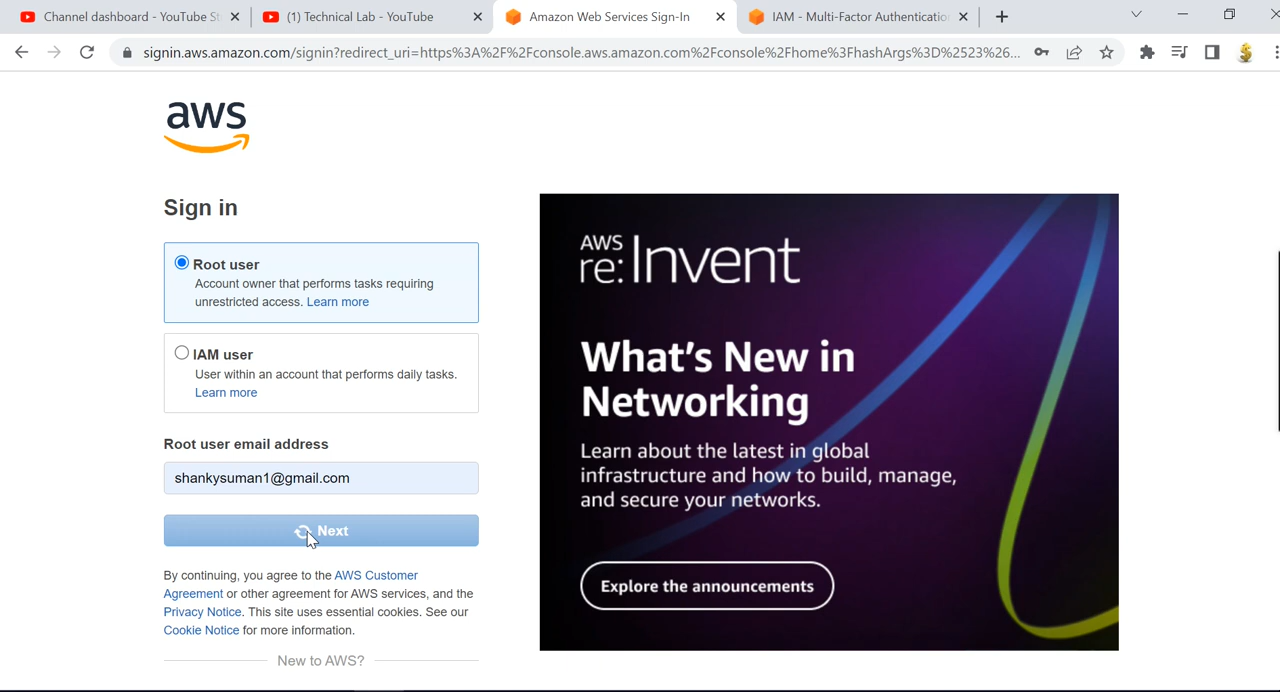 Channel dashboard - YouTube St
(1) Technical Lab - YouTube
Amazon Web Services Sign-In
IAM - Multi-Factor Authentication
signin.aws.amazon.com/signin?redirect_uri=https%3A%2F%2Fconsole.aws.amazon.com%2Fconsole%2Fhome%3FhashArgs%3D%2523%26...
aws
Sign in
Root user
Account owner that performs tasks requiring
unrestricted access. Learn more
IAM user
User within an account that performs daily tasks.
Learn more
Root user email address
shankysuman1@gmail.com
Next
By continuing, you agree to the AWS Customer
Agreement or other agreement for AWS services, and the
Privacy Notice. This site uses essential cookies. See our
Cookie Notice for more information.
New to AWS?
AWS
re:Invent
What's New in
Networking
Learn about the latest in global
infrastructure and how to build, manage,
and secure your networks.
Explore the announcements